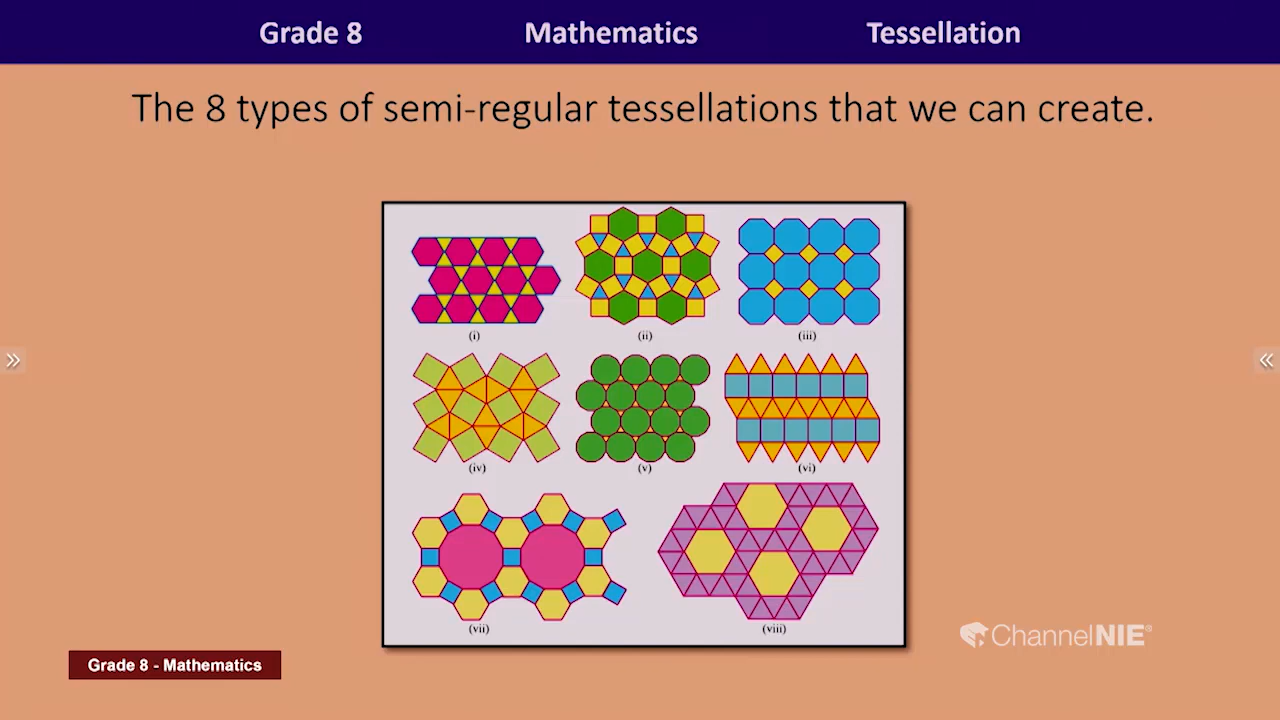 Grade 8 Mathematics Tessellation
The 8 types of semi-regular tessellations that we can create.
(i) (ii) (iii)
(iv) (v) (vi)
(vii) (viii)
ChannelNIE®
Grade 8 - Mathematics